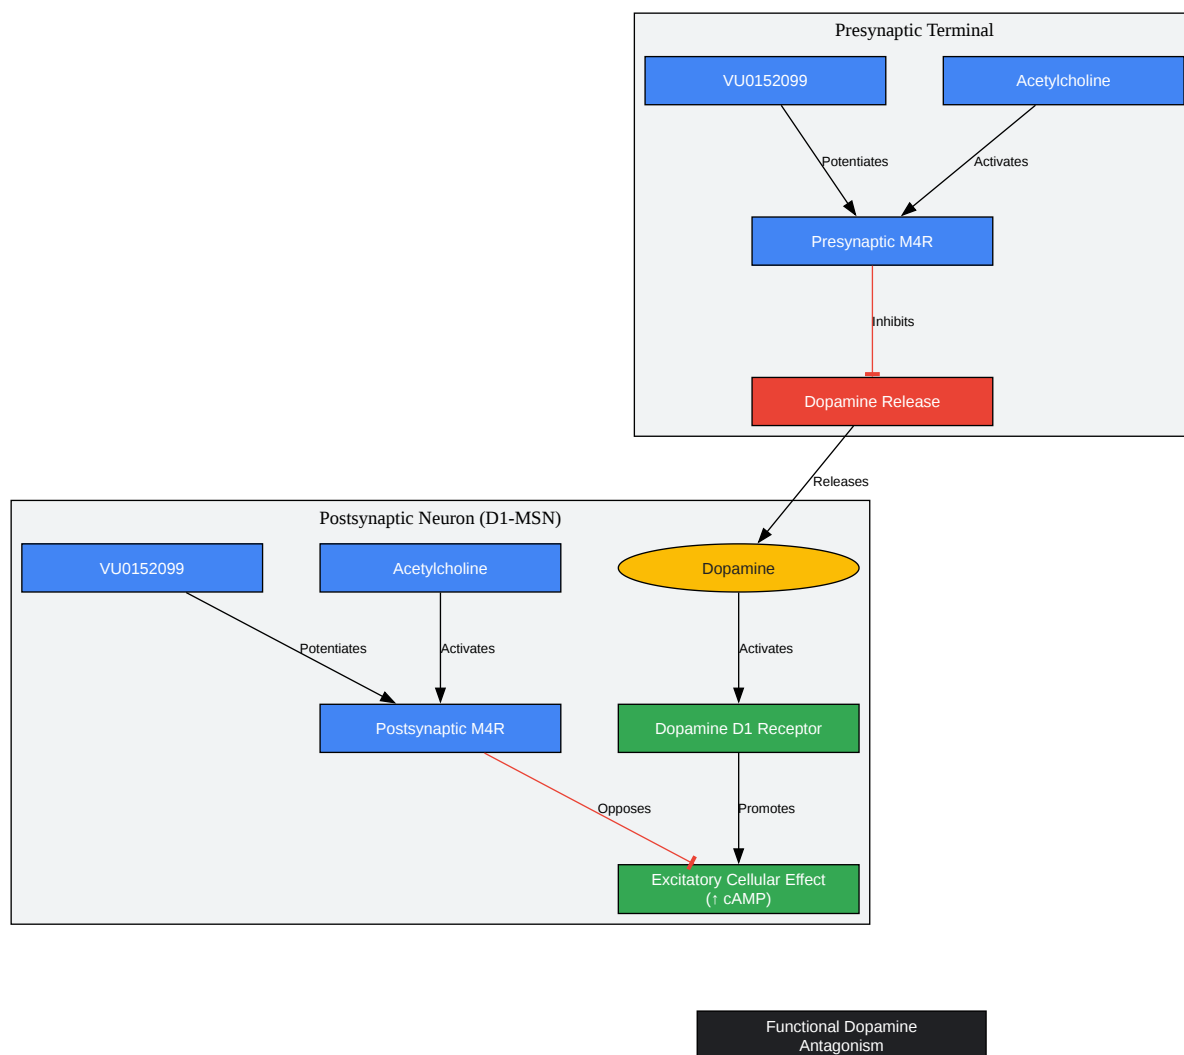 Presynaptic Terminal
VU0152099
Acetylcholine
Potentiates
Activates
Presynaptic M4R
Inhibits
Dopamine Release
Releases
Postsynaptic Neuron (D1-MSN)
VU0152099
Acetylcholine
Dopamine
Potentiates
Activates
Activates
Postsynaptic M4R
Dopamine D1 Receptor
Opposes
Promotes
Excitatory Cellular Effect
(↑ cAMP)
Functional Dopamine
Antagonism